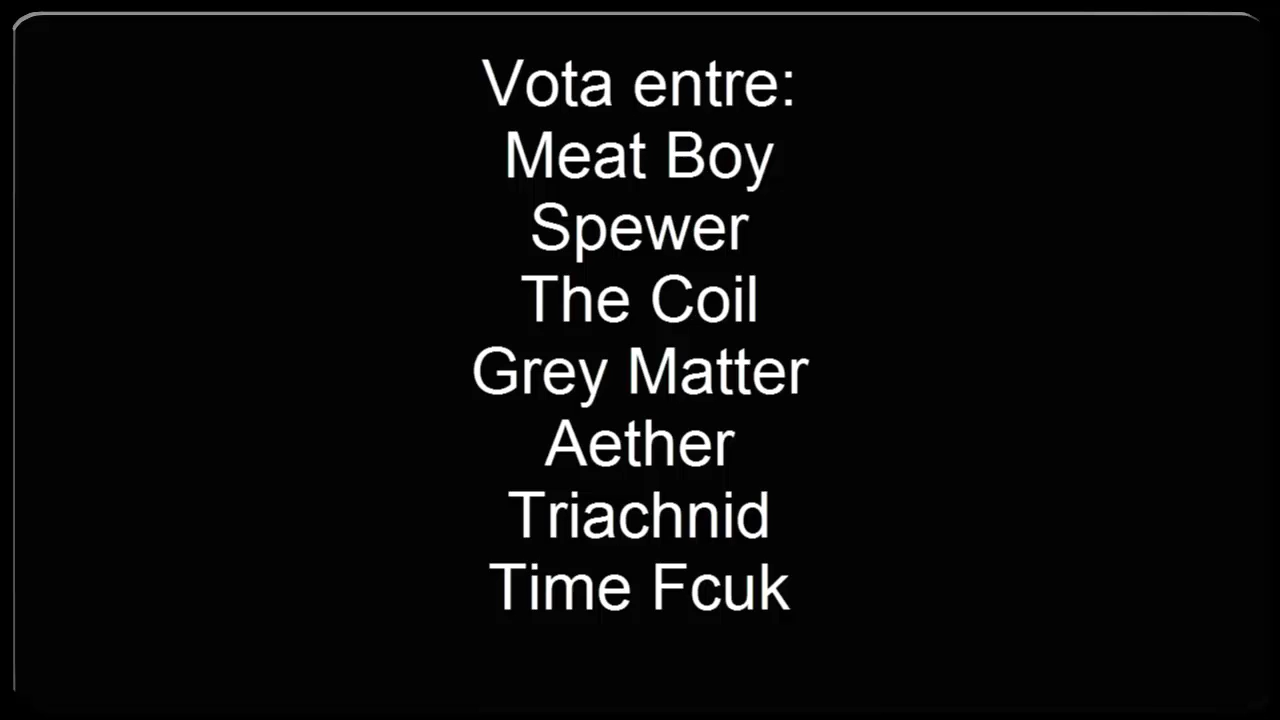 Vota entre:
Meat Boy
Spewer
The Coil
Grey Matter
Aether
Triachnid
Time Fcuk